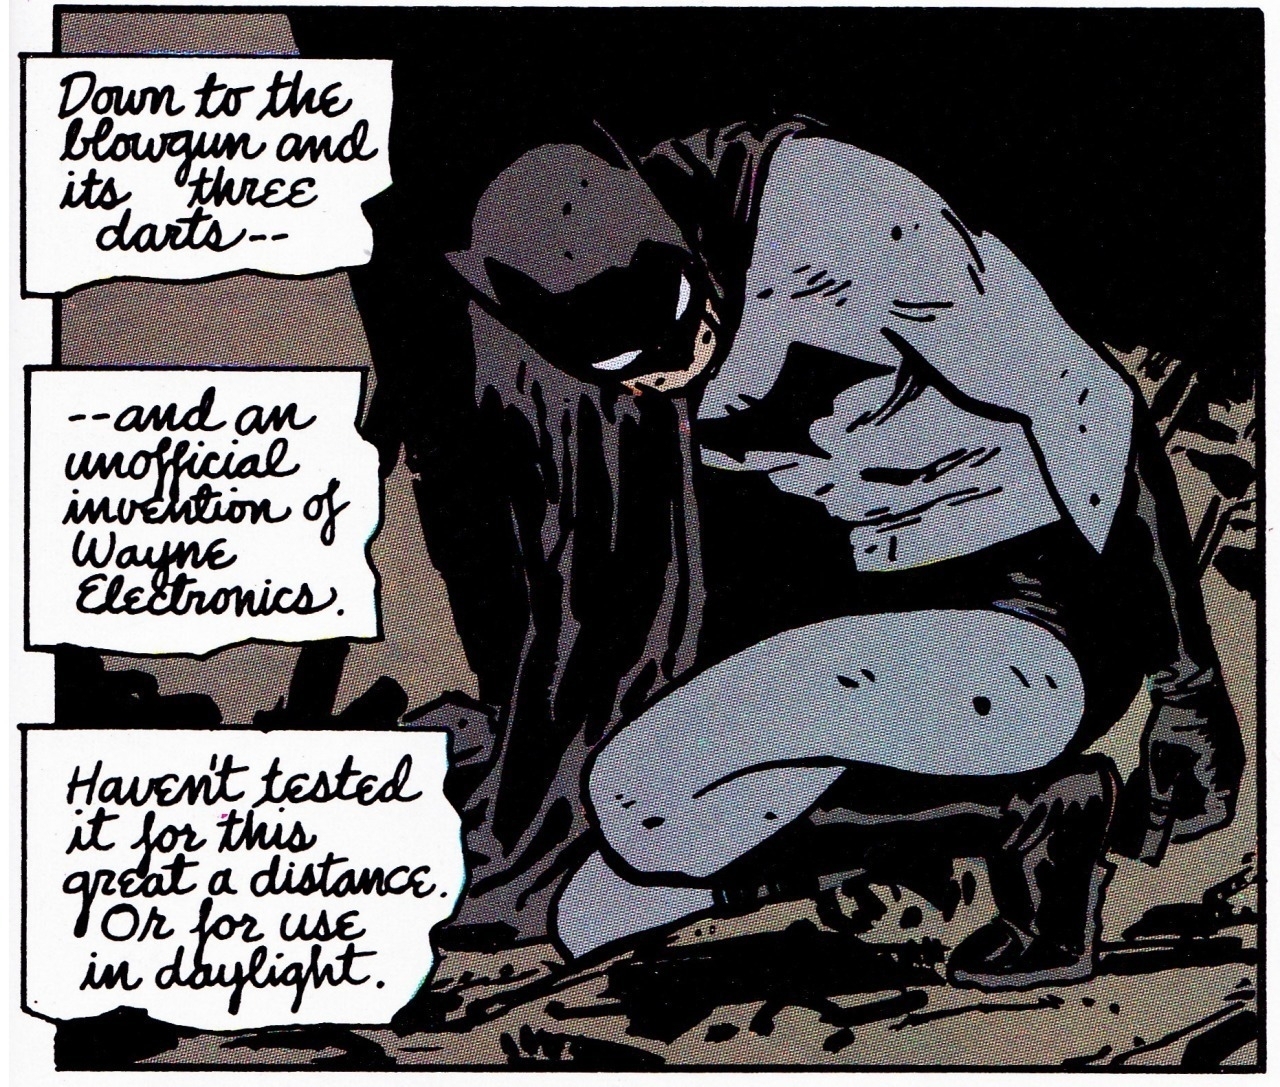 Down to the
blowgun and
its three
darts--
--and an
unofficial
invention of
Wayne
Electronics.
Haven't tested
it for this
great a distance.
Or for use
in daylight.